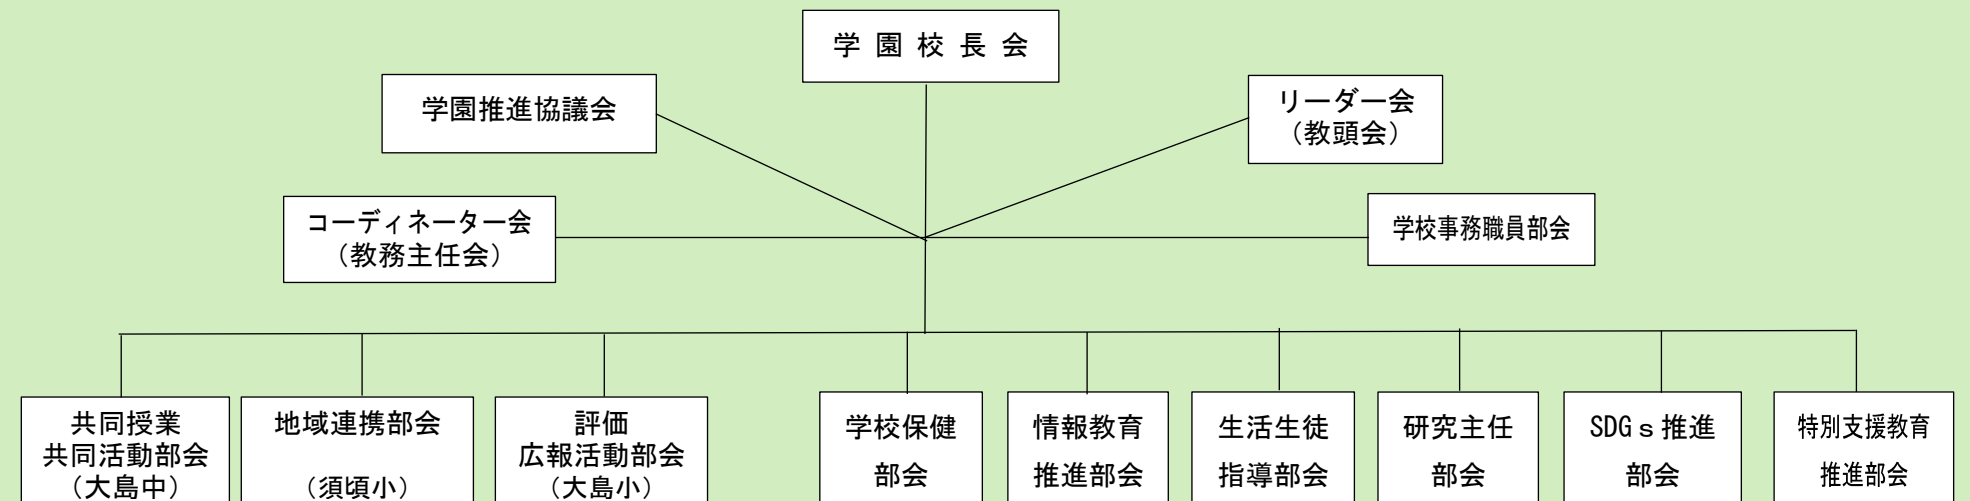 学園校長会
学園推進協議会
リーダー会
（教頭会）
コーディネーター会
（教務主任会）
学校事務職員部会
共同授業
共同活動部会
（大島中）
地域連携部会
（須頃小）
評価
広報活動部会
（大島小）
学校保健
部会
情報教育
推進部会
生活生徒
指導部会
研究主任
部会
SDGｓ推進
部会
特別支援教育
推進部会